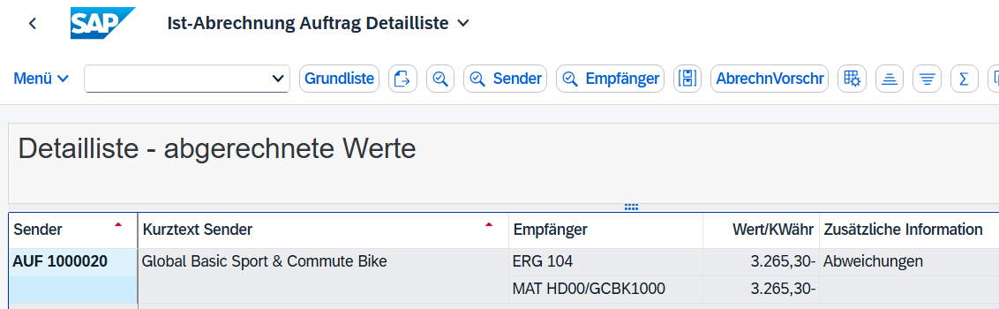 SAP Ist-Abrechnung Auftrag Detailliste
Menü Grundliste Sender Empfänger AbrechnVorschr
Detailliste - abgerechnete Werte
Sender Kurztext Sender Empfänger Wert/KWähr Zusätzliche Information
AUF 1000020 Global Basic Sport & Commute Bike ERG 104 3.265,30- Abweichungen
MAT HD00/GCBK1000 3.265,30-